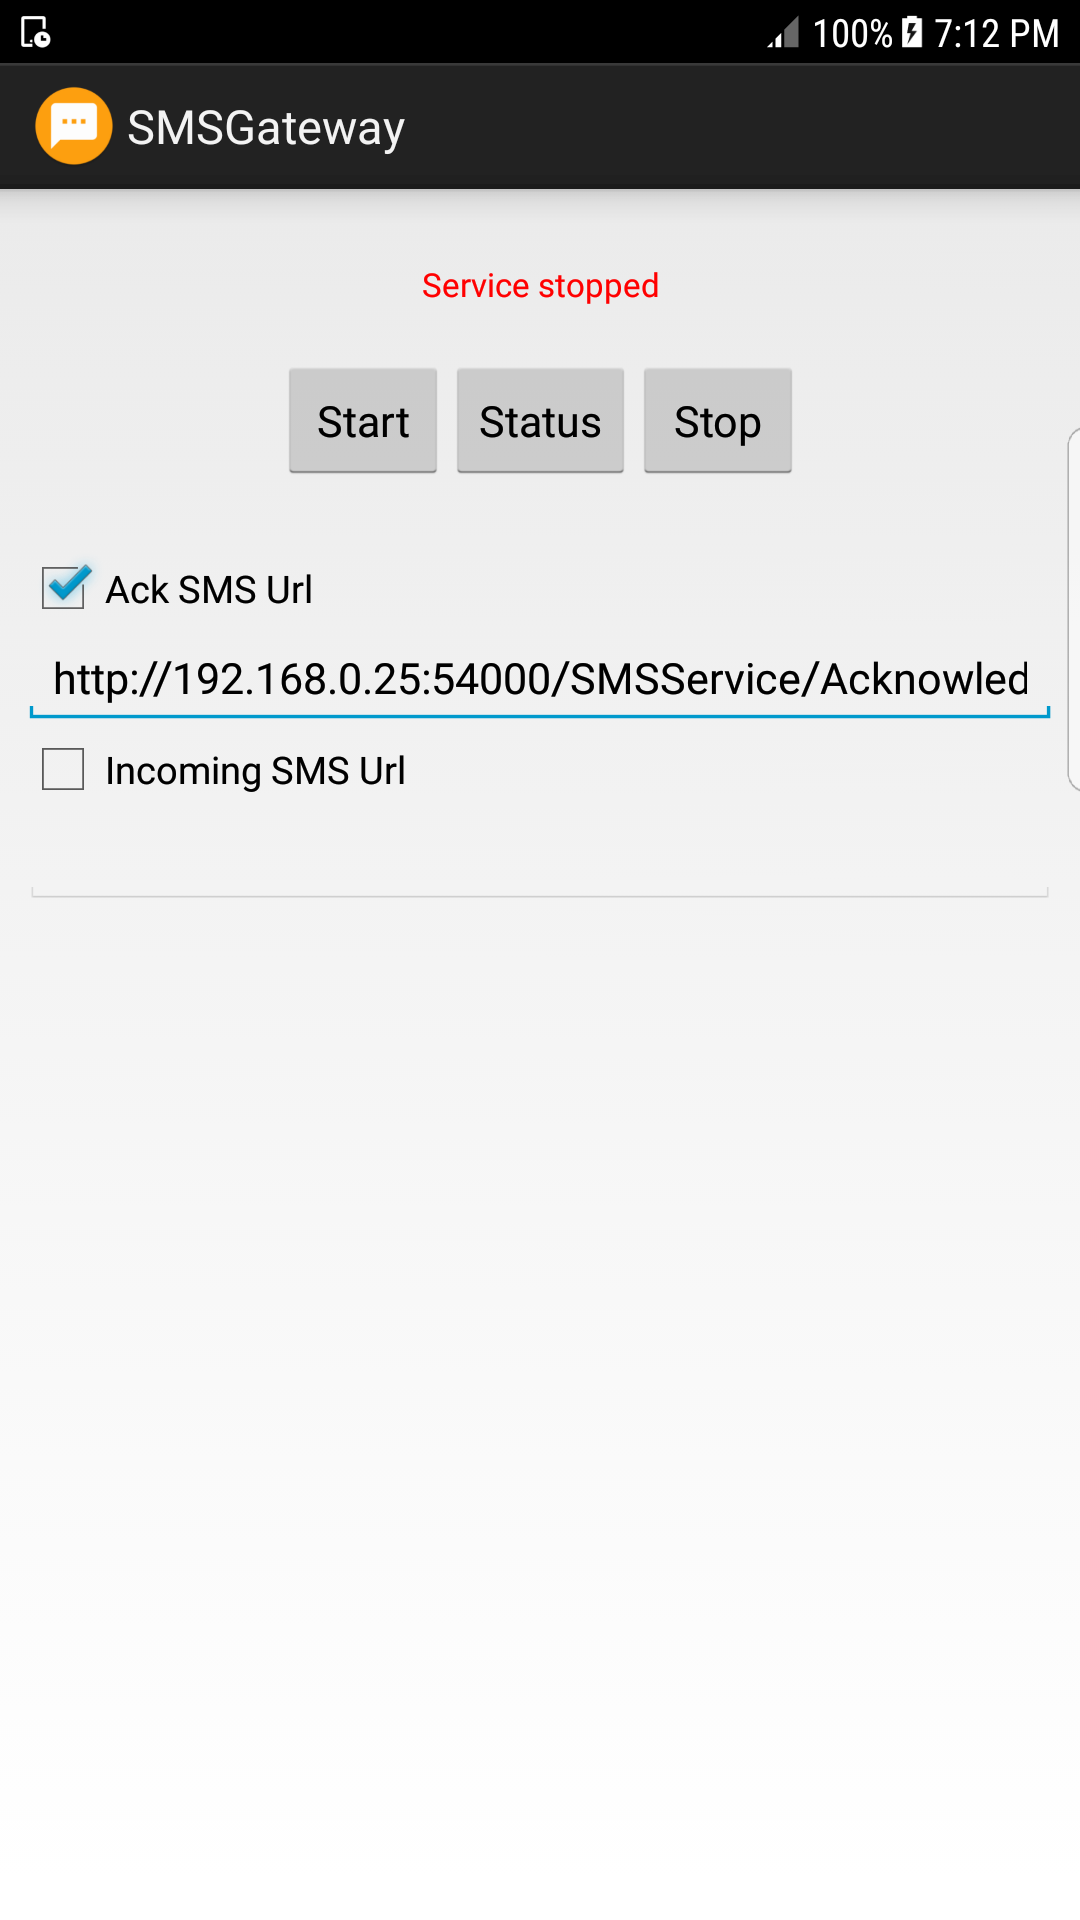 100% 7:12 PM
SMSGateway
Service stopped
Start Status Stop
Ack SMS Url
http://192.168.0.25:54000/SMSService/Acknowled
Incoming SMS Url